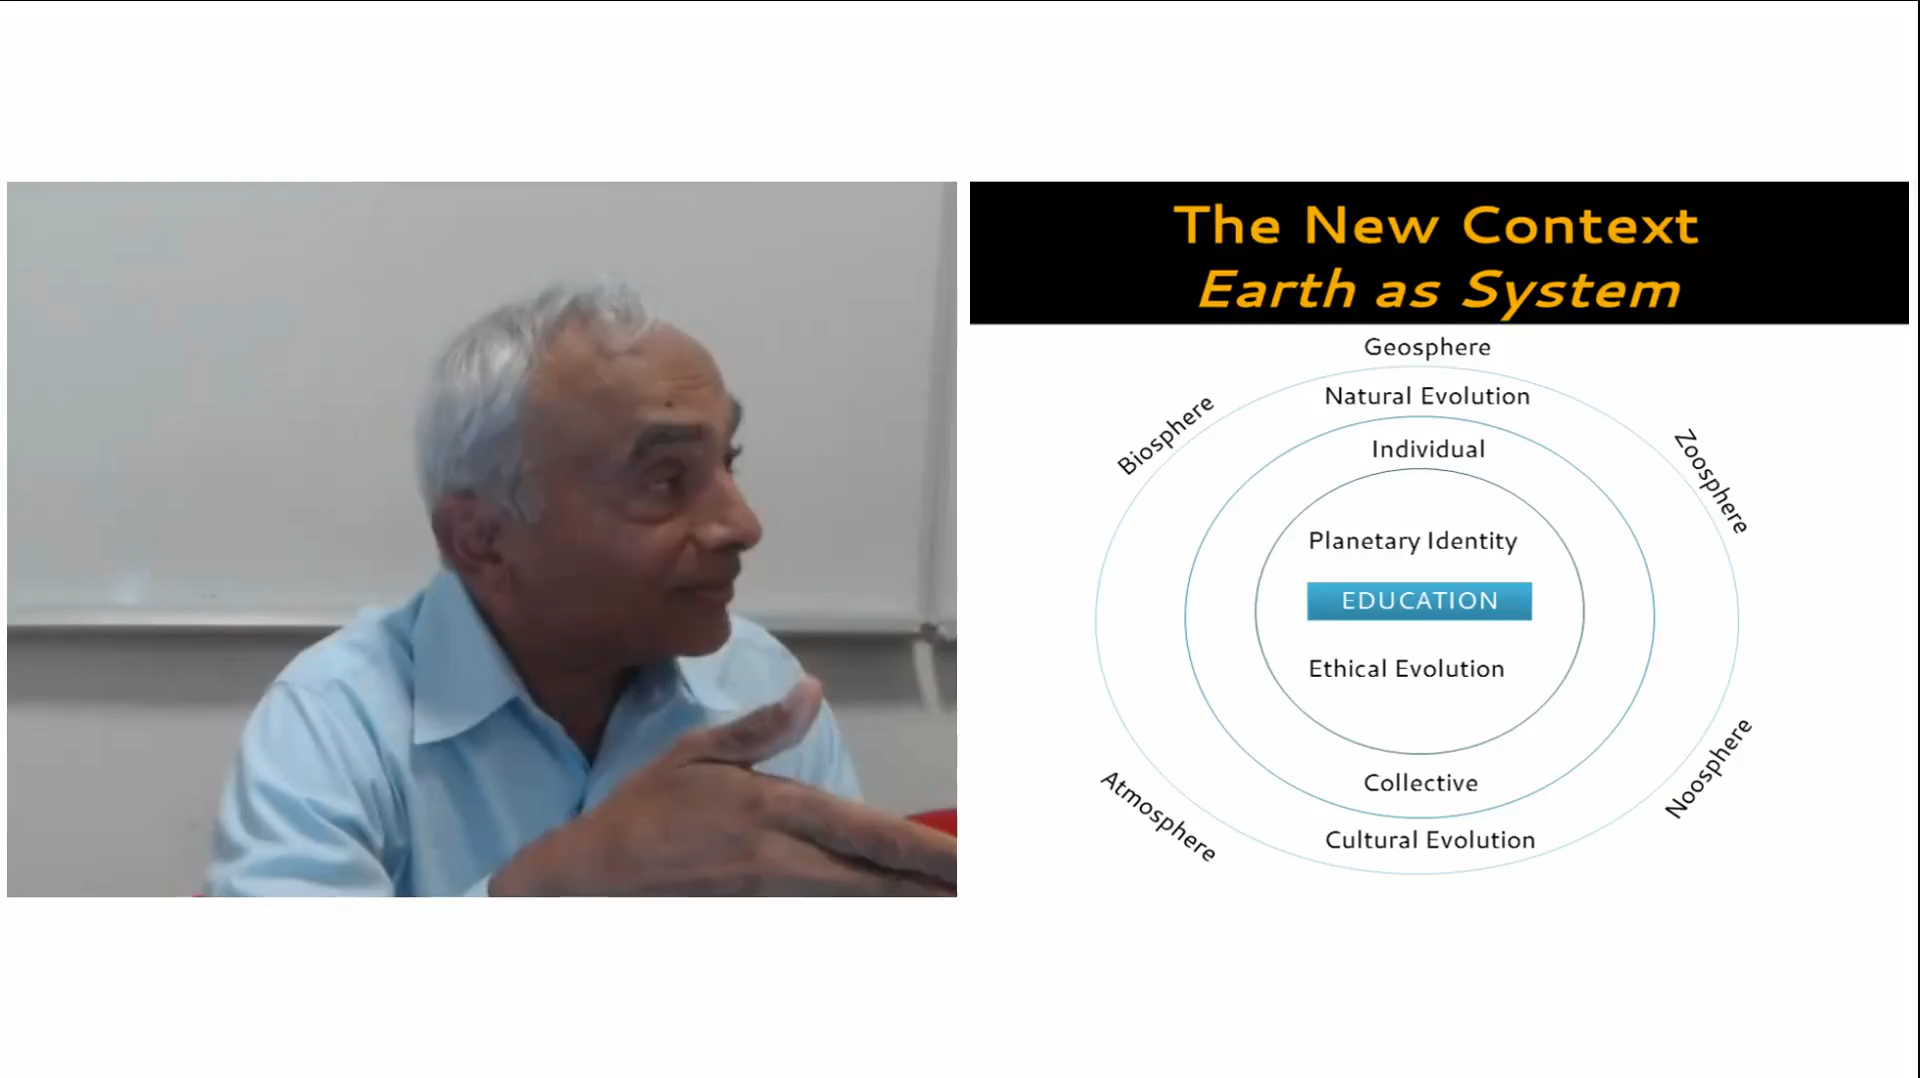 The New Context
Earth as System
Geosphere
Natural Evolution
Biosphere
Individual
Zoosphere
Planetary Identity
EDUCATION
Ethical Evolution
Collective
Noosphere
Atmosphere
Cultural Evolution